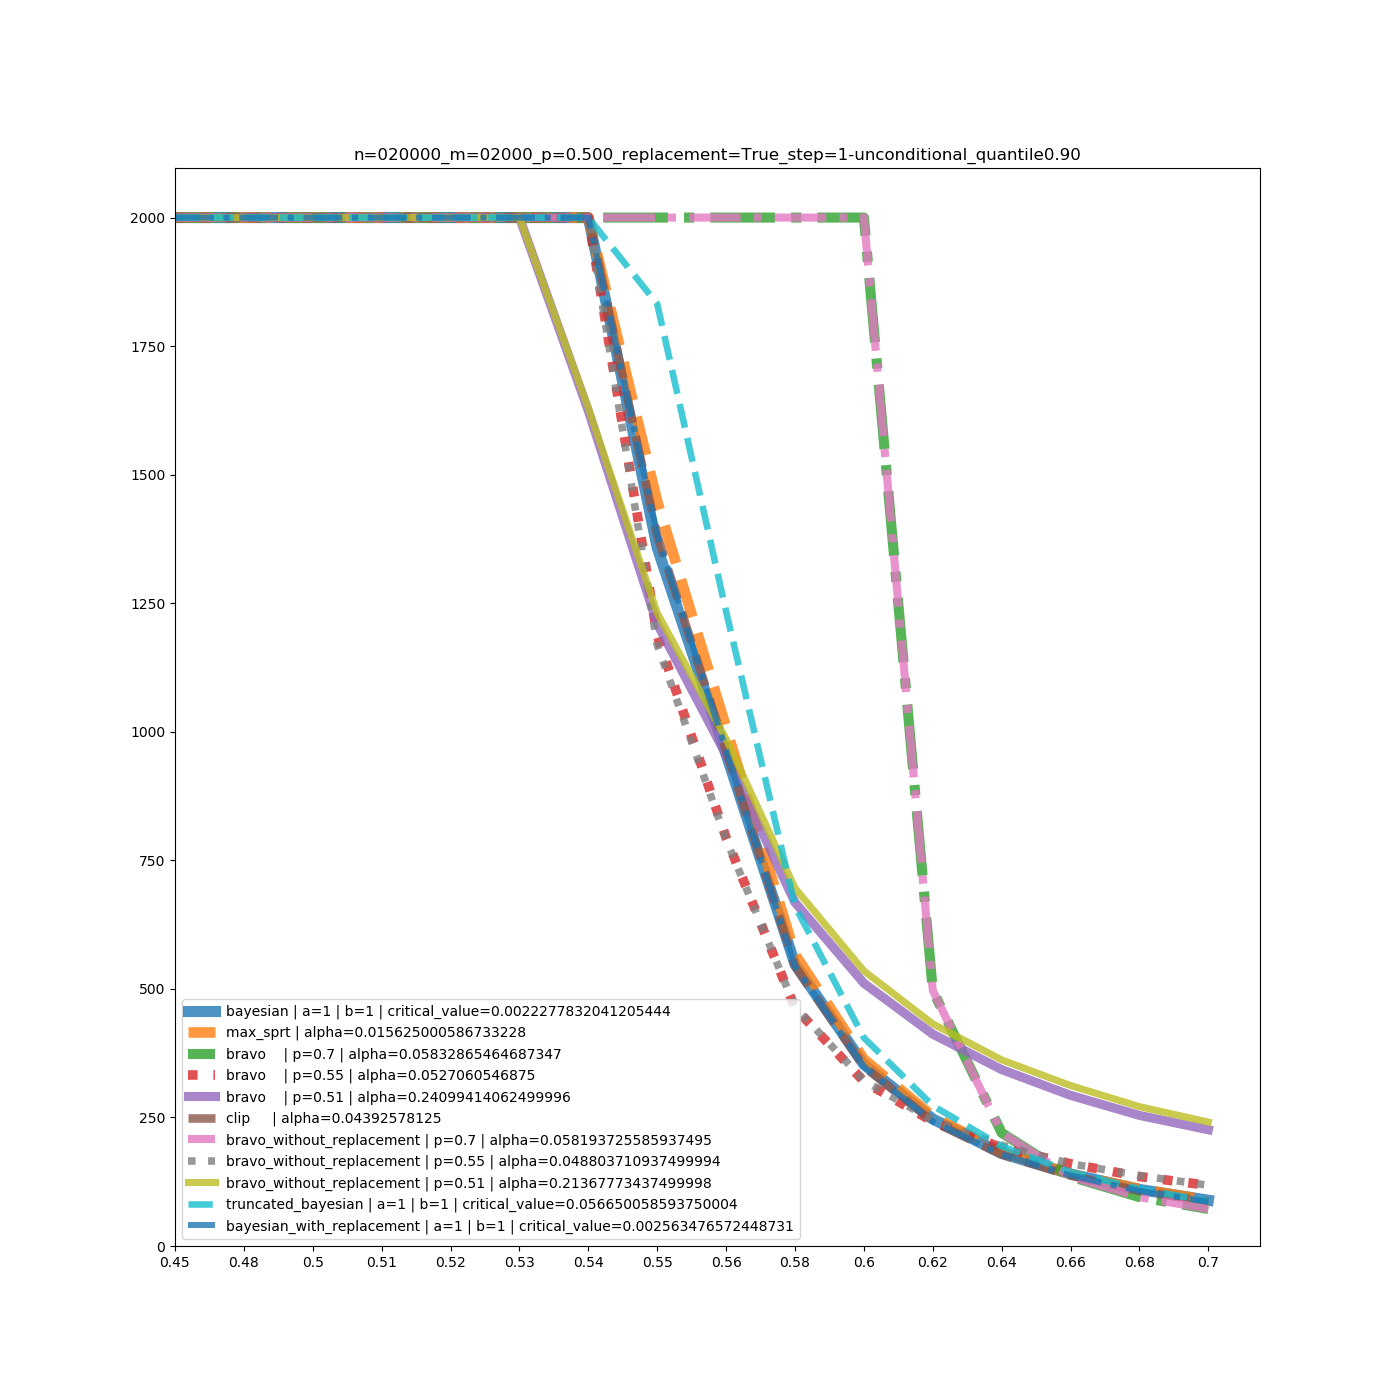 n=020000_m=02000_p=0.500_replacement=True_step=1-unconditional_quantile0.90
2000
1750
1500
1250
1000
750
500
250
0
bayesian | a=1 | b=1 | critical_value=0.0022277832041205444
max_sprt | alpha=0.015625000586733228
bravo | p=0.7 | alpha=0.05832865464687347
bravo | p=0.55 | alpha=0.0527060546875
bravo | p=0.51 | alpha=0.24099414062499996
clip | alpha=0.04392578125
bravo_without_replacement | p=0.7 | alpha=0.058193725585937495
bravo_without_replacement | p=0.55 | alpha=0.048803710937499994
bravo_without_replacement | p=0.51 | alpha=0.21367773437499998
truncated_bayesian | a=1 | b=1 | critical_value=0.056650058593750004
bayesian_with_replacement | a=1 | b=1 | critical_value=0.002563476572448731
0.45 0.48 0.5 0.51 0.52 0.53 0.54 0.55 0.56 0.58 0.6 0.62 0.64 0.66 0.68 0.7